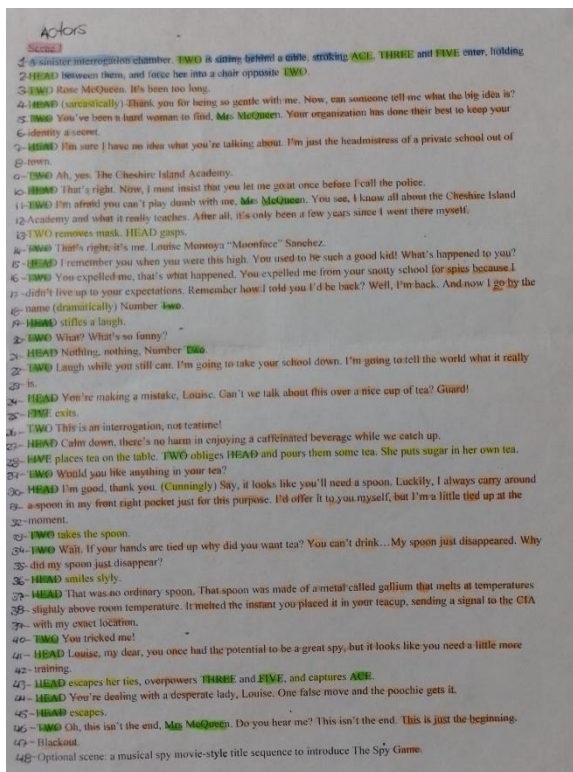 Actors
Scene 1
1-A sinister interrogation chamber. TWO is sitting behind a table, stroking ACE. THREE and FIVE enter, holding
2-HEAD between them, and force her into a chair opposite TWO.
3-TWO Rose McQueen. It's been too long.
4-HEAD (sarcastically) Thank you for being so gentle with me. Now, can someone tell me what the big idea is?
5-TWO You've been a hard woman to find, Mrs McQueen. Your organization has done their best to keep your
6-identity a secret.
7-HEAD I'm sure I have no idea what you're talking about. I'm just the headmistress of a private school out of
8-town.
9-TWO Ah, yes. The Cheshire Island Academy.
10-HEAD That's right. Now, I must insist that you let me go at once before I call the police.
11-TWO I'm afraid you can't play dumb with me, Mrs McQueen. You see, I know all about the Cheshire Island
12-Academy and what it really teaches. After all, it's only been a few years since I went there myself.
13-TWO removes mask. HEAD gasps.
14-TWO That's right, it's me. Louise Montoya "Moonface" Sanchez.
15-HEAD I remember you when you were this high. You used to be such a good kid! What's happened to you?
16-TWO You expelled me, that's what happened. You expelled me from your snotty school for spies because I
17-didn't live up to your expectations. Remember how I told you I'd be back? Well, I'm back. And now I go by the
18-name (dramatically) Number Two.
19-HEAD stifles a laugh.
20-TWO What? What's so funny?
21-HEAD Nothing, nothing, Number Two.
22-TWO Laugh while you still can. I'm going to take your school down. I'm going to tell the world what it really
23-is.
24-HEAD You're making a mistake, Louise. Can't we talk about this over a nice cup of tea? Guard!
25-FIVE exits.
26-TWO This is an interrogation, not teatime!
27-HEAD Calm down, there's no harm in enjoying a caffeinated beverage while we catch up.
28-FIVE places tea on the table. TWO obliges HEAD and pours them some tea. She puts sugar in her own tea.
TWO Would you like anything in your tea?
30-HEAD I'm good, thank you. (Cunningly) Say, it looks like you'll need a spoon. Luckily, I always carry around
a spoon in my front right pocket just for this purpose. I'd offer it to you myself, but I'm a little tied up at the
32-moment.
33-TWO takes the spoon.
34-TWO Wait. If your hands are tied up why did you want tea? You can't drink…My spoon just disappeared. Why
35-did my spoon just disappear?
36-HEAD smiles slyly.
37-HEAD That was no ordinary spoon. That spoon was made of a metal called gallium that melts at temperatures
38-slightly above room temperature. It melted the instant you placed it in your teacup, sending a signal to the CIA
39-with my exact location.
40-TWO You tricked me!
41-HEAD Louise, my dear, you once had the potential to be a great spy, but it looks like you need a little more
42-training.
43-HEAD escapes her ties, overpowers THREE and FIVE, and captures ACE.
44-HEAD You're dealing with a desperate lady, Louise. One false move and the poochie gets it.
45-HEAD escapes.
46-TWO Oh, this isn't the end, Mrs McQueen. Do you hear me? This isn't the end. This is just the beginning.
47-Blackout.
48-Optional scene: a musical spy movie-style title sequence to introduce The Spy Game.